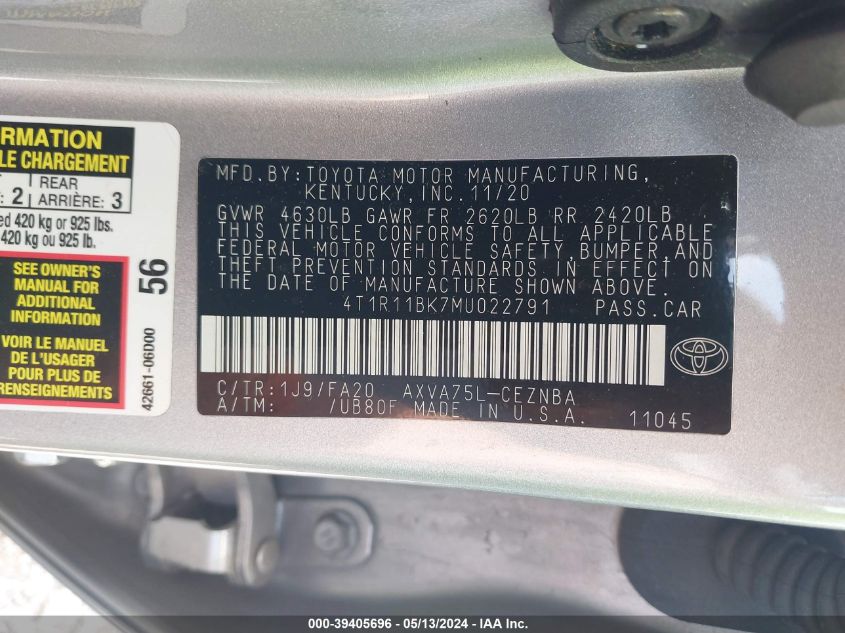 RMATION
LE CHARGEMENT
2 REAR
ARRIÈRE: 3
ed 420 kg or 925 lbs.
420 kg ou 925 lb.
SEE OWNER'S
MANUAL FOR
ADDITIONAL
INFORMATION
VOIR LE MANUEL
DE L'USAGER
POUR PLUS DE
RENSEIGNEMENTS
56
42661-06D00
MFD.BY:TOYOTA MOTOR MANUFACTURING,
KENTUCKY,INC.11/20
GVWR 4630LB GAWR FR 2620LB RR 2420LB
THIS VEHICLE CONFORMS TO ALL APPLICABLE
FEDERAL MOTOR VEHICLE SAFETY,BUMPER,AND
THEFT PREVENTION STANDARDS IN EFFECT ON
THE DATE OF MANUFACTURE SHOWN ABOVE.
4T1R11BK7MU022791 PASS.CAR
C/TR:1J9/FA20 AXVA75L-CEZNBA
A/TM: /UB80F MADE IN U.S.A. 11045
000-39405696 - 05/13/2024 - IAA Inc.